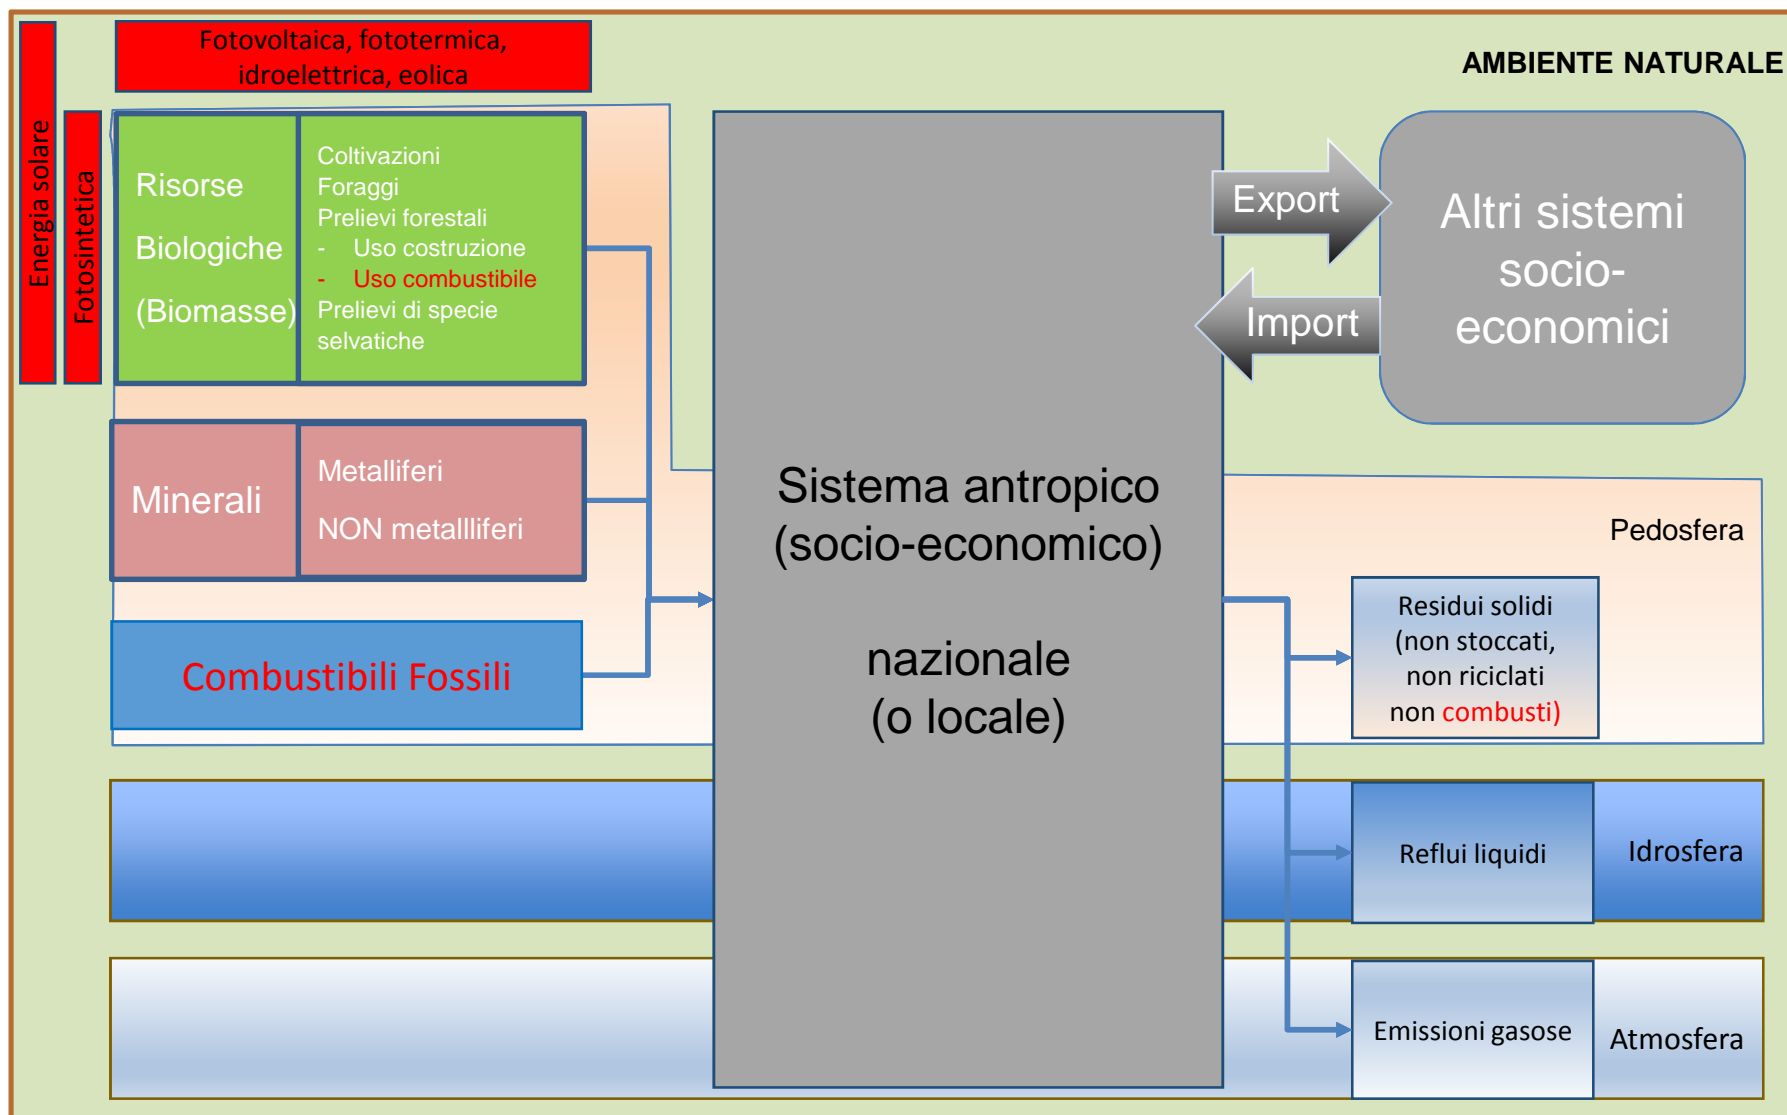 Fotovoltaica, fototermica,
idroelettrica, eolica
AMBIENTE NATURALE
Energia solare
Fotosintetica
Risorse
Biologiche
(Biomasse)
Coltivazioni
Foraggi
Prelievi forestali
- Uso costruzione
- Uso combustibile
Prelievi di specie
selvatiche
Export
Import
Altri sistemi
socio-
economici
Minerali
Metalliferi
NON metallliferi
Combustibili Fossili
Sistema antropico
(socio-economico)
nazionale
(o locale)
Pedosfera
Residui solidi
(non stoccati,
non riciclati
non combusti)
Reflui liquidi
Idrosfera
Emissioni gasose
Atmosfera